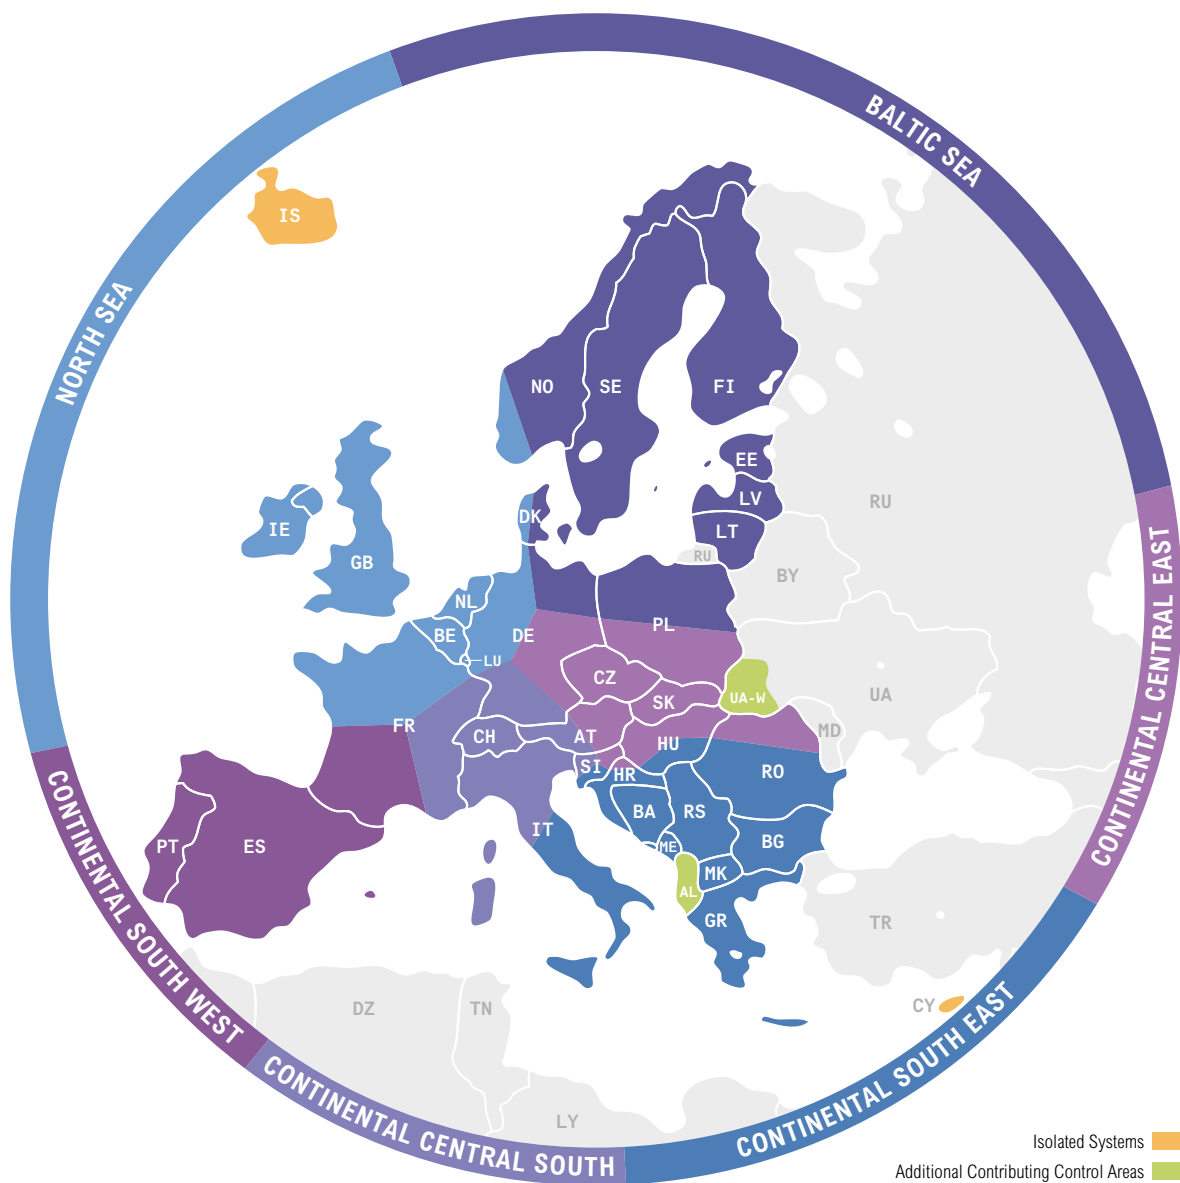 BALTIC SEA
NORTH SEA
IS
NO
SE
FI
EE
LV
LT
RU
RU
BY
DK
IE
GB
NL
BE
LU
DE
PL
CZ
SK
UA-W
UA
MD
FR
CH
AT
HU
SI
HR
RO
BA
RS
IT
ME
BG
MK
AL
GR
PT
ES
TR
CY
DZ
TN
LY
CONTINENTAL CENTRAL EAST
CONTINENTAL SOUTH WEST
CONTINENTAL CENTRAL SOUTH
CONTINENTAL SOUTH EAST
Isolated Systems
Additional Contributing Control Areas